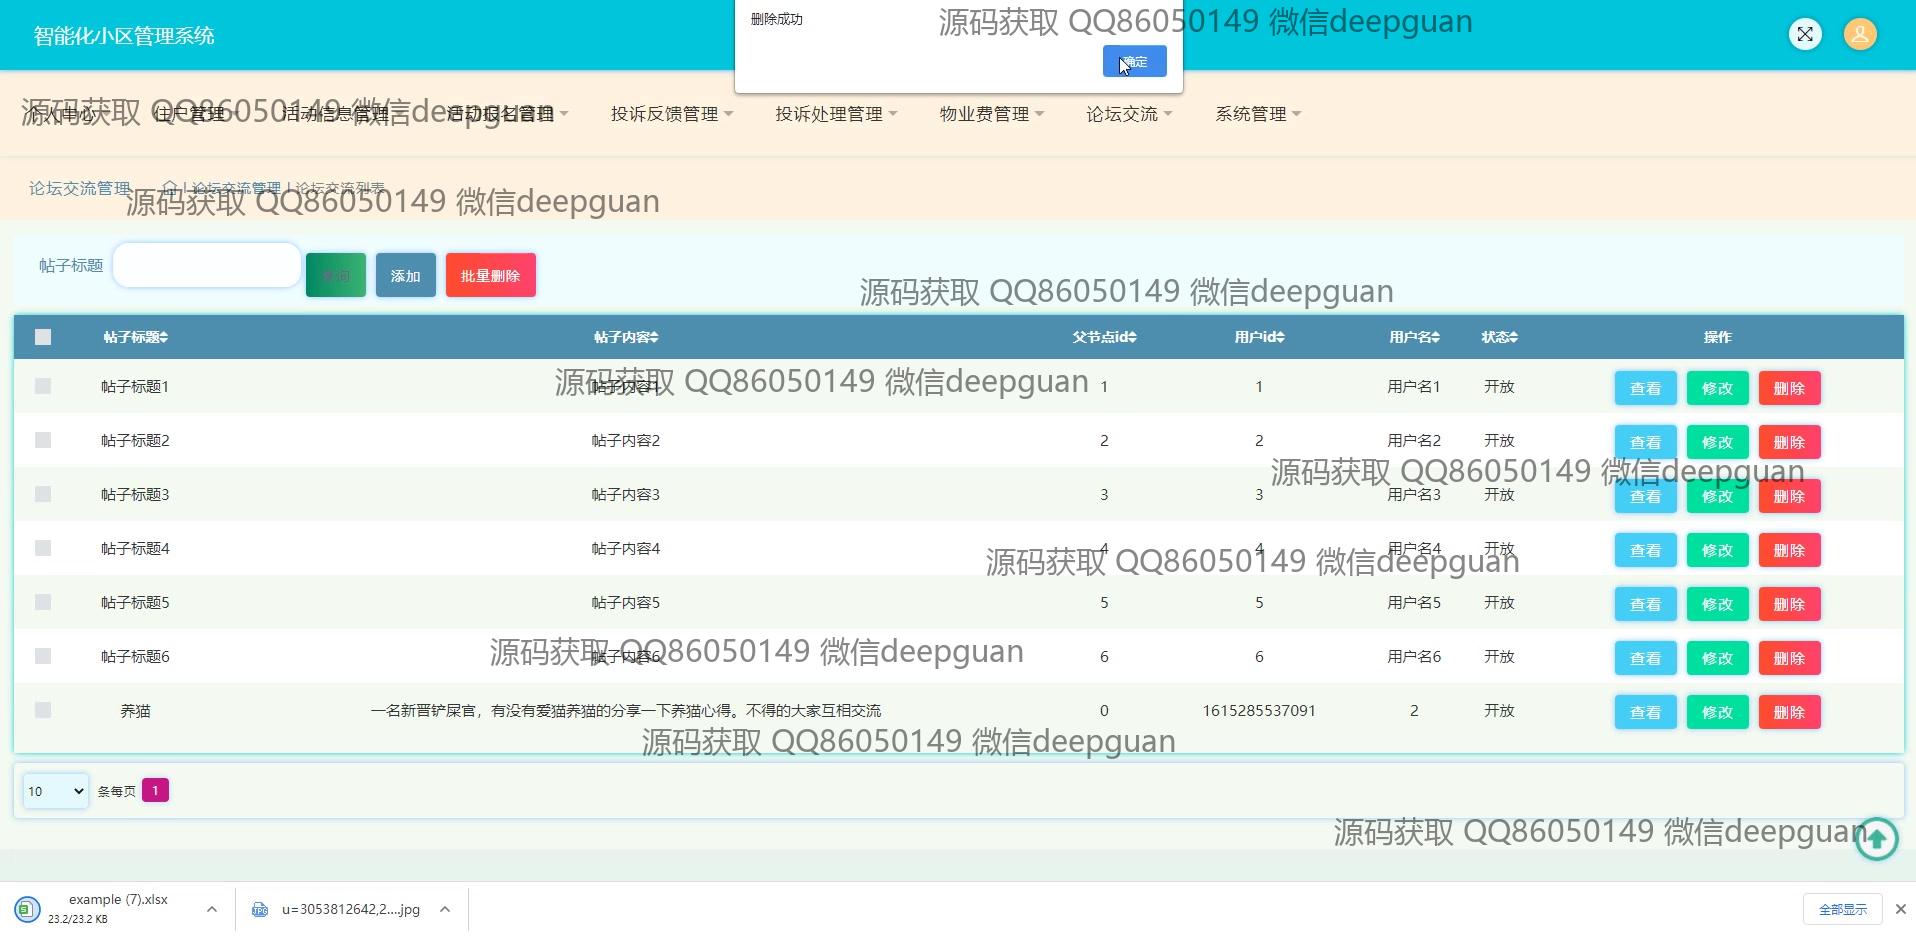 删除成功
源码获取 QQ86050149 微信deepguan
智能化小区管理系统
确定
源码获取 QQ86050149 微信deepguan
个人中心 住户管理 活动信息管理 活动报名管理 投诉反馈管理 投诉处理管理 物业费管理 论坛交流 系统管理
论坛交流管理 | 论坛交流管理 | 论坛交流列表
源码获取 QQ86050149 微信deepguan
帖子标题 查询 添加 批量删除
源码获取 QQ86050149 微信deepguan
帖子标题 帖子内容 父节点id 用户id 用户名 状态 操作
帖子标题1 帖子内容1 1 1 用户名1 开放 查看 修改 删除
源码获取 QQ86050149 微信deepguan
帖子标题2 帖子内容2 2 2 用户名2 开放 查看 修改 删除
源码获取 QQ86050149 微信deepguan
帖子标题3 帖子内容3 3 3 用户名3 开放 查看 修改 删除
帖子标题4 帖子内容4 4 4 用户名4 开放 查看 修改 删除
源码获取 QQ86050149 微信deepguan
帖子标题5 帖子内容5 5 5 用户名5 开放 查看 修改 删除
帖子标题6 帖子内容6 6 6 用户名6 开放 查看 修改 删除
源码获取 QQ86050149 微信deepguan
养猫 一名新晋铲屎官，有没有爱猫养猫的分享一下养猫心得。不得的大家互相交流 0 1615285537091 2 开放 查看 修改 删除
源码获取 QQ86050149 微信deepguan
10 条每页 1
源码获取 QQ86050149 微信deepguan
example (7).xlsx
23.2/23.2 KB
u=3053812642,2....jpg
全部显示